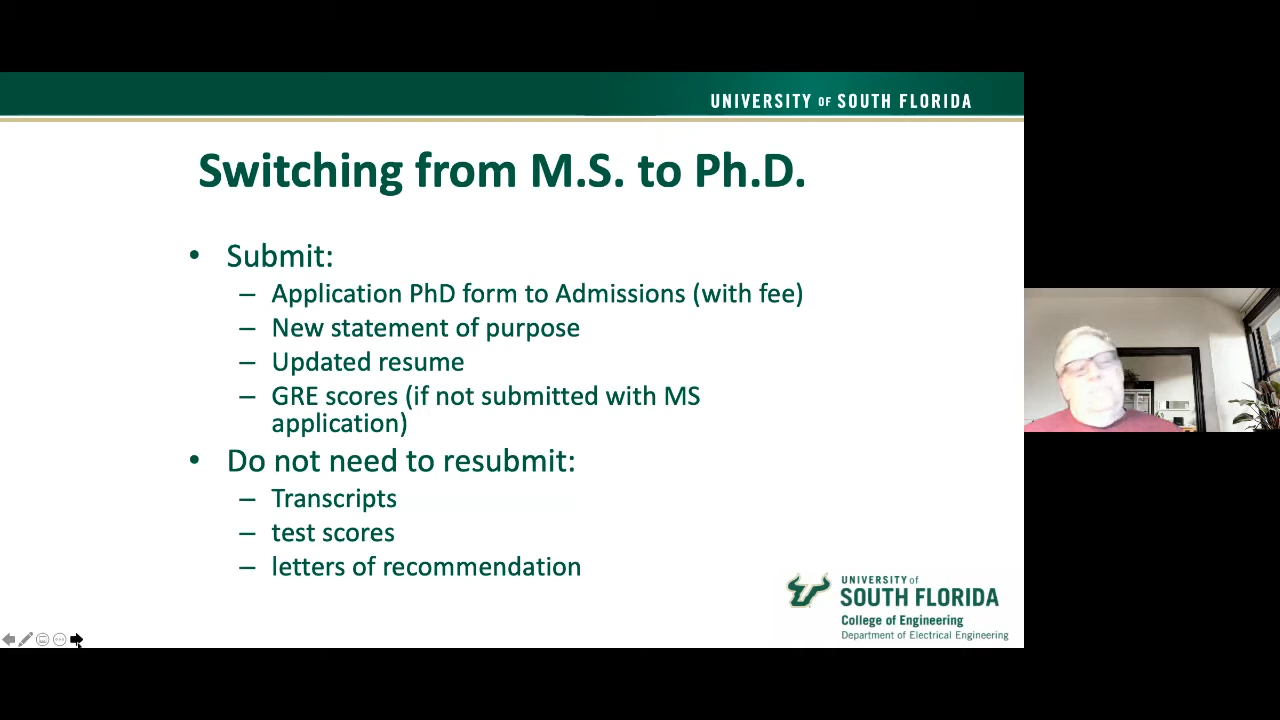 UNIVERSITY OF SOUTH FLORIDA
Switching from M.S. to Ph.D.
• Submit:
– Application PhD form to Admissions (with fee)
– New statement of purpose
– Updated resume
– GRE scores (if not submitted with MS
application)
• Do not need to resubmit:
– Transcripts
– test scores
– letters of recommendation
UNIVERSITY of
SOUTH FLORIDA
College of Engineering
Department of Electrical Engineering